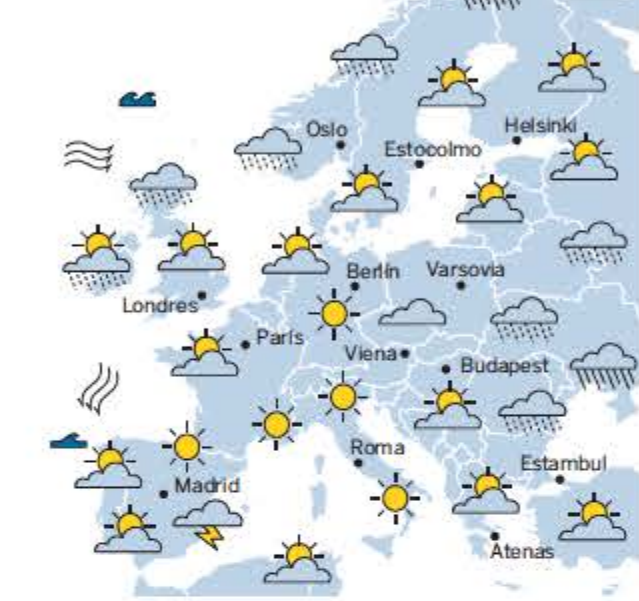 Oslo
Helsinki
Estocolmo
Berlín
Varsovia
Londres
París
Viena
Budapest
Roma
Estambul
Madrid
Atenas